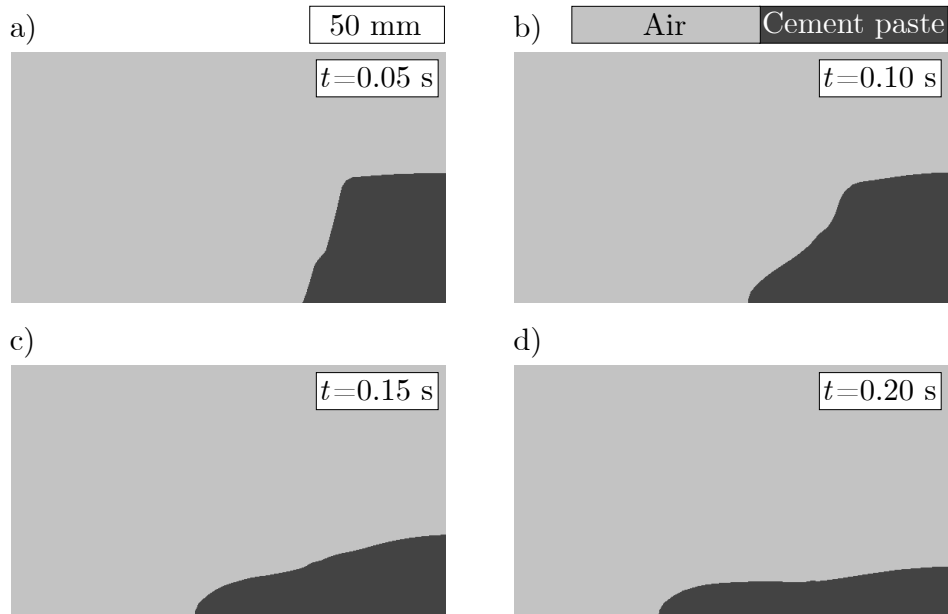 a)
50 mm
b)
Air
Cement paste
t=0.05 s
t=0.10 s
c)
d)
t=0.15 s
t=0.20 s